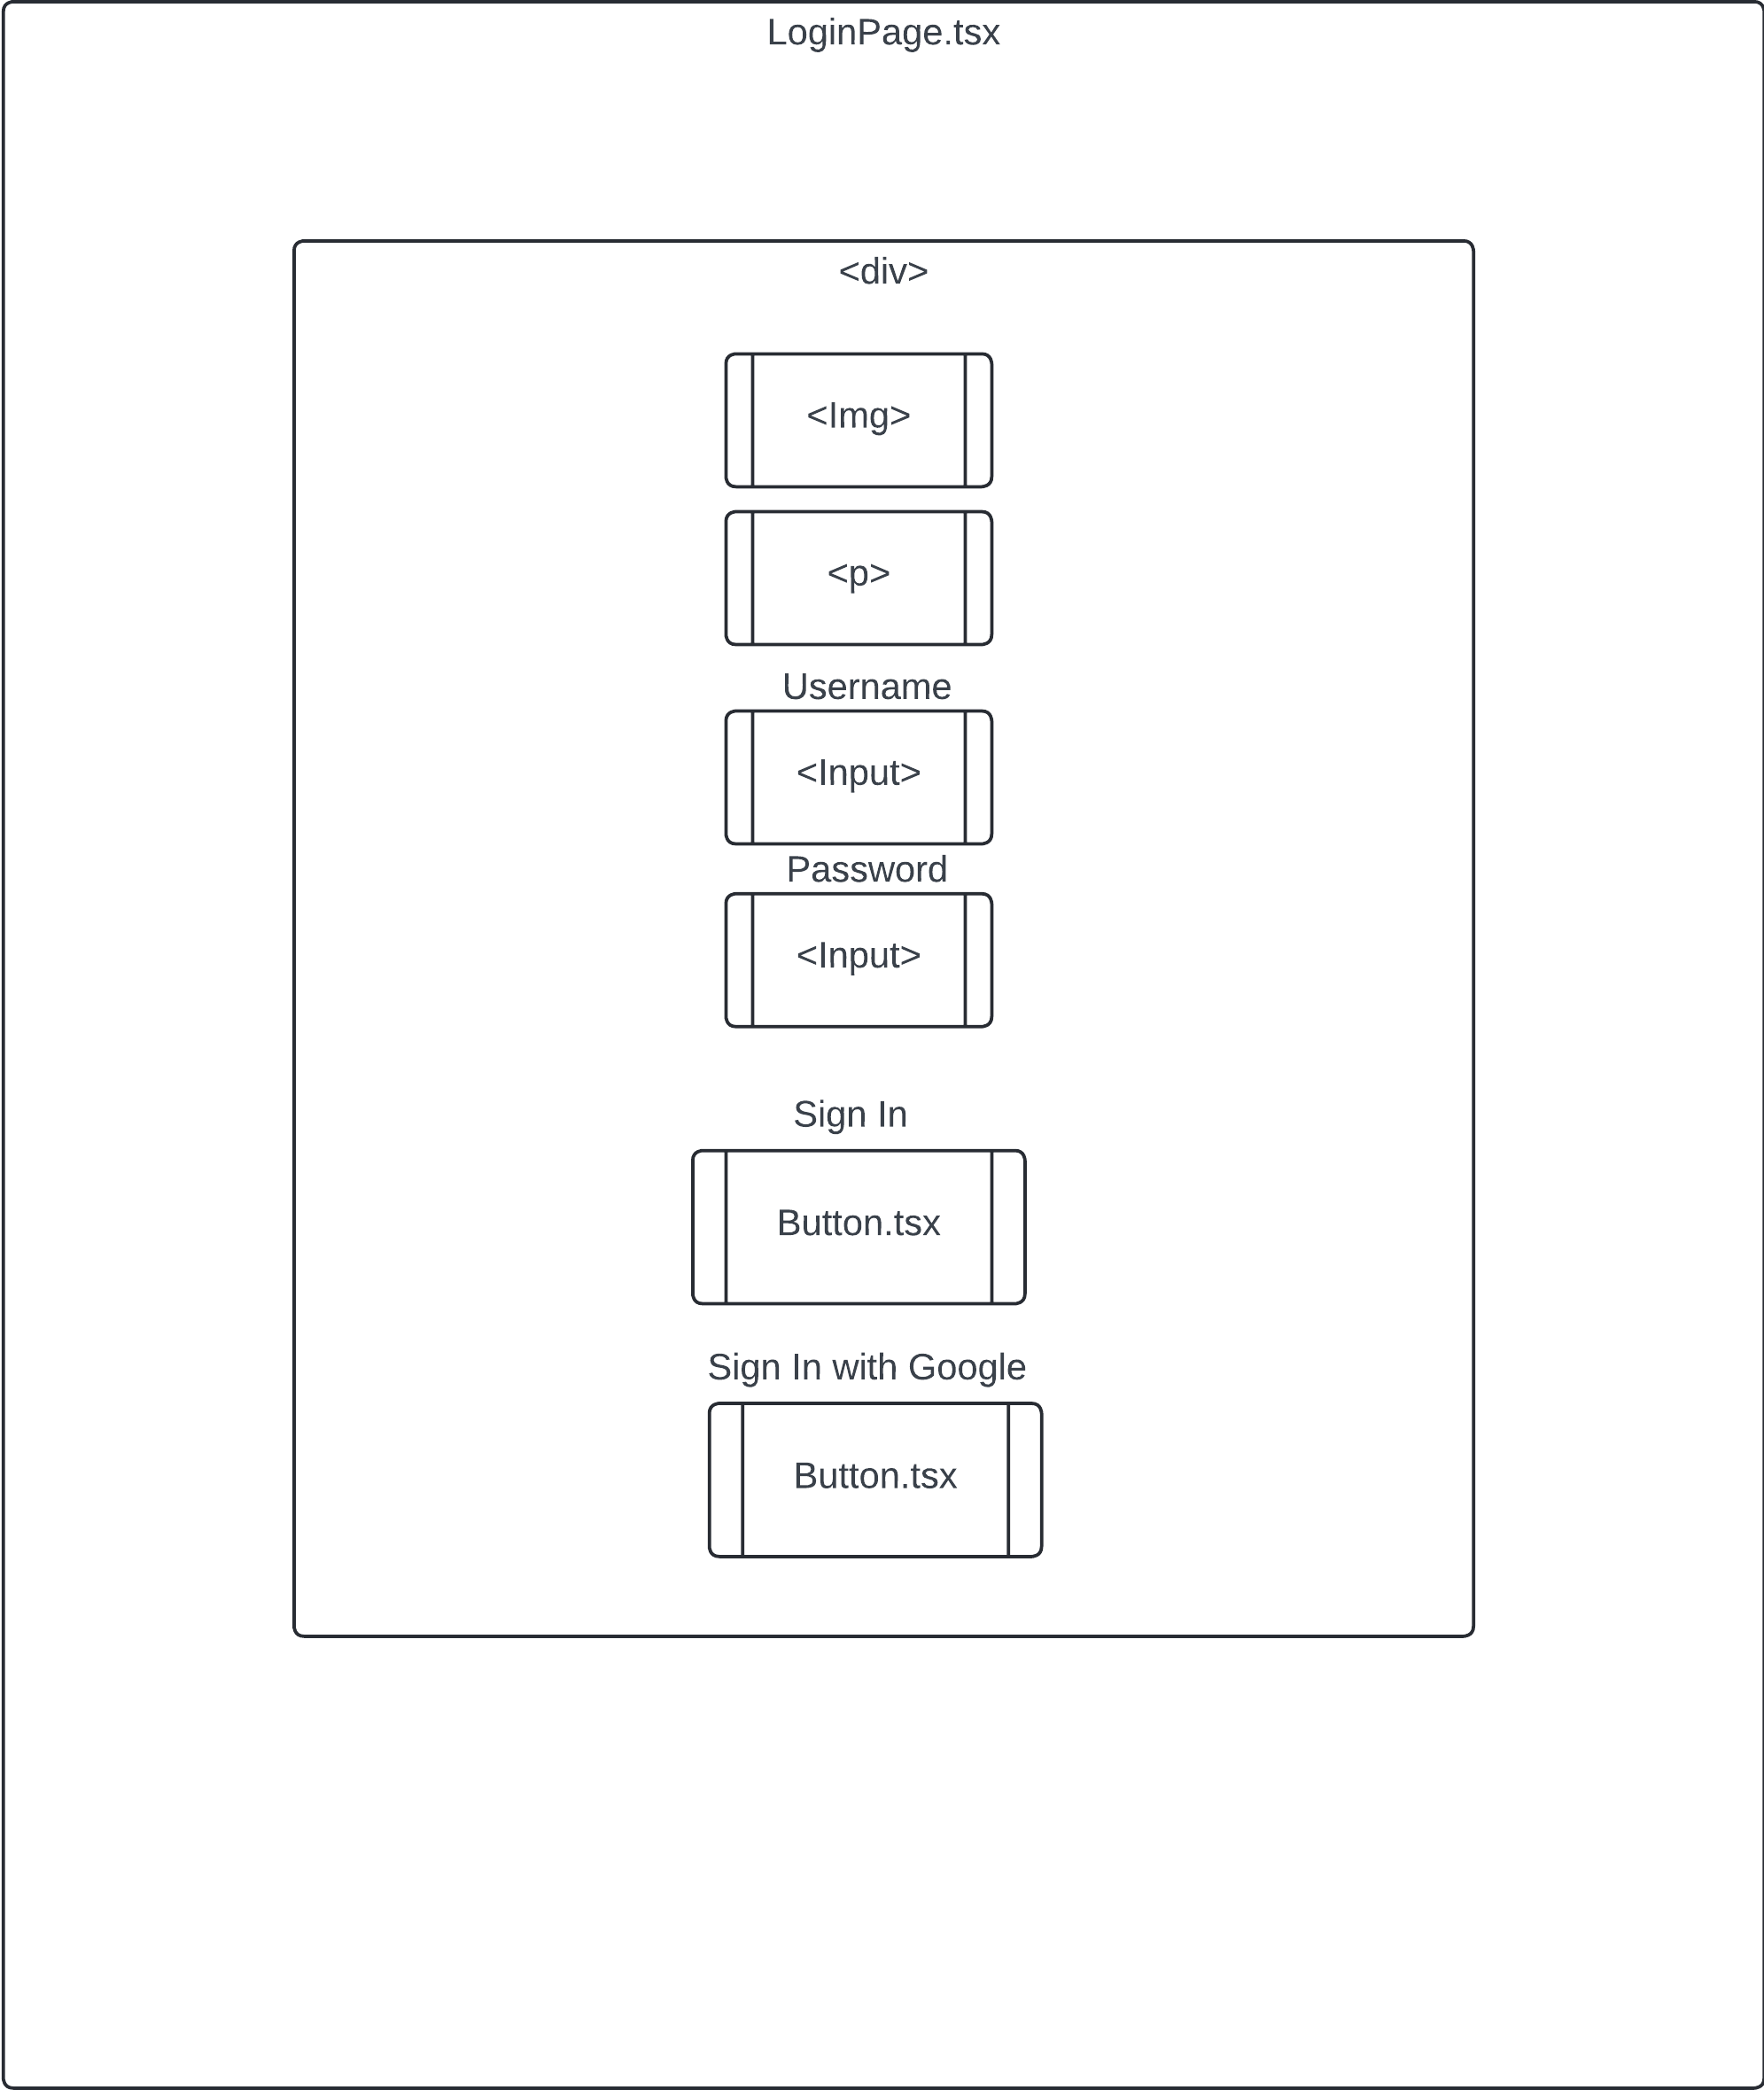 LoginPage.tsx
<div>
<Img>
<p>
Username
<Input>
Password
<Input>
Sign In
Button.tsx
Sign In with Google
Button.tsx